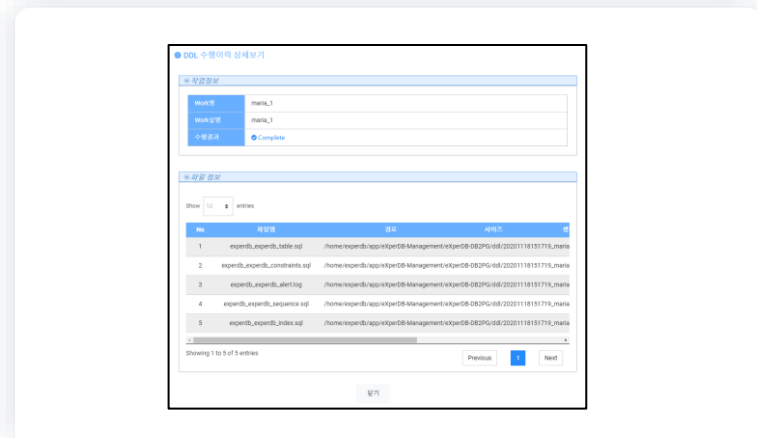 DDL 수행이력 상세보기
※ 작업정보
Work명 maria_1
Work설명 maria_1
수행결과 Complete
※ 파일 정보
Show 10 entries
No 파일명 경로 사이즈
1 experdb_experdb_table.sql /home/experdb/app/eXperDB-Management/eXperDB-DB2PG/ddl/20201118151719_maria
2 experdb_experdb_constraints.sql /home/experdb/app/eXperDB-Management/eXperDB-DB2PG/ddl/20201118151719_maria
3 experdb_experdb_alert.log /home/experdb/app/eXperDB-Management/eXperDB-DB2PG/ddl/20201118151719_maria
4 experdb_experdb_sequence.sql /home/experdb/app/eXperDB-Management/eXperDB-DB2PG/ddl/20201118151719_maria
5 experdb_experdb_index.sql /home/experdb/app/eXperDB-Management/eXperDB-DB2PG/ddl/20201118151719_maria
Showing 1 to 5 of 5 entries
Previous 1 Next
닫기